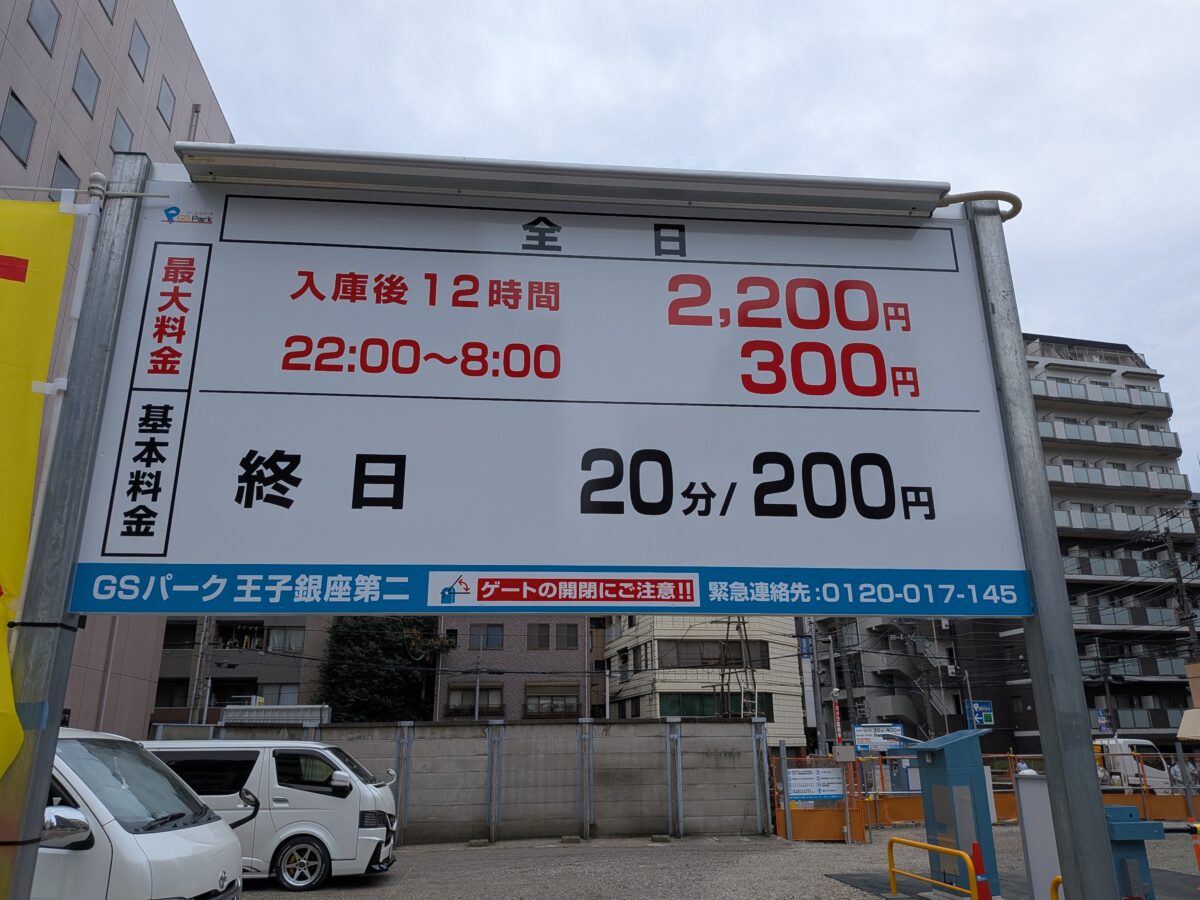 GSPark
全日
最大料金
入庫後12時間 2,200円
22:00〜8:00 300円
基本料金
終日 20分/200円
GSパーク 王子銀座第二 ゲートの開閉にご注意!! 緊急連絡先:0120-017-145